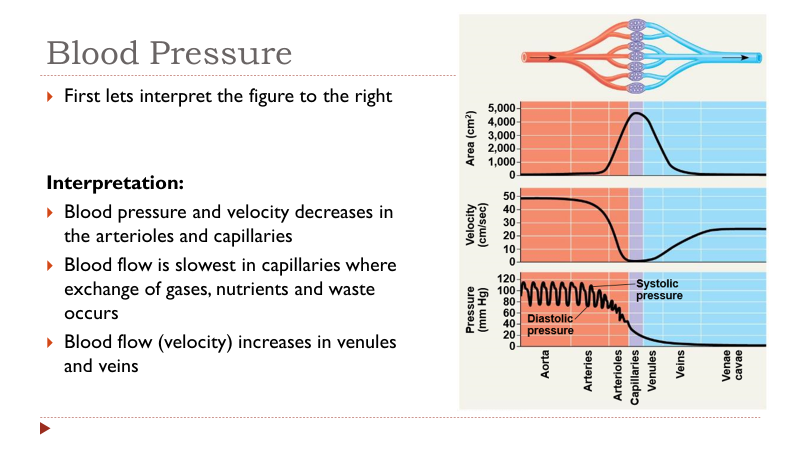 Blood Pressure
First lets interpret the figure to the right
Interpretation:
Blood pressure and velocity decreases in
the arterioles and capillaries
Blood flow is slowest in capillaries where
exchange of gases, nutrients and waste
occurs
Blood flow (velocity) increases in venules
and veins
Area (cm²)
5,000
4,000
3,000
2,000
1,000
0
Velocity
(cm/sec)
50
40
30
20
10
0
Pressure
(mm Hg)
120
100
80
60
40
20
0
Systolic
pressure
Diastolic
pressure
Aorta
Arteries
Arterioles
Capillaries
Venules
Veins
Venae
cavae